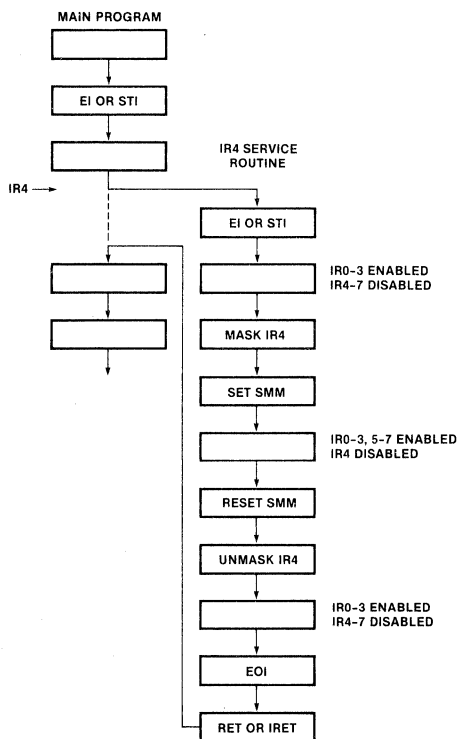 MAiN PROGRAM
EI OR STI
IR4
IR4 SERVICE
ROUTINE
EI OR STI
IR0-3 ENABLED
IR4-7 DISABLED
MASK IR4
SET SMM
IR0-3, 5-7 ENABLED
IR4 DISABLED
RESET SMM
UNMASK IR4
IR0-3 ENABLED
IR4-7 DISABLED
EOI
RET OR IRET